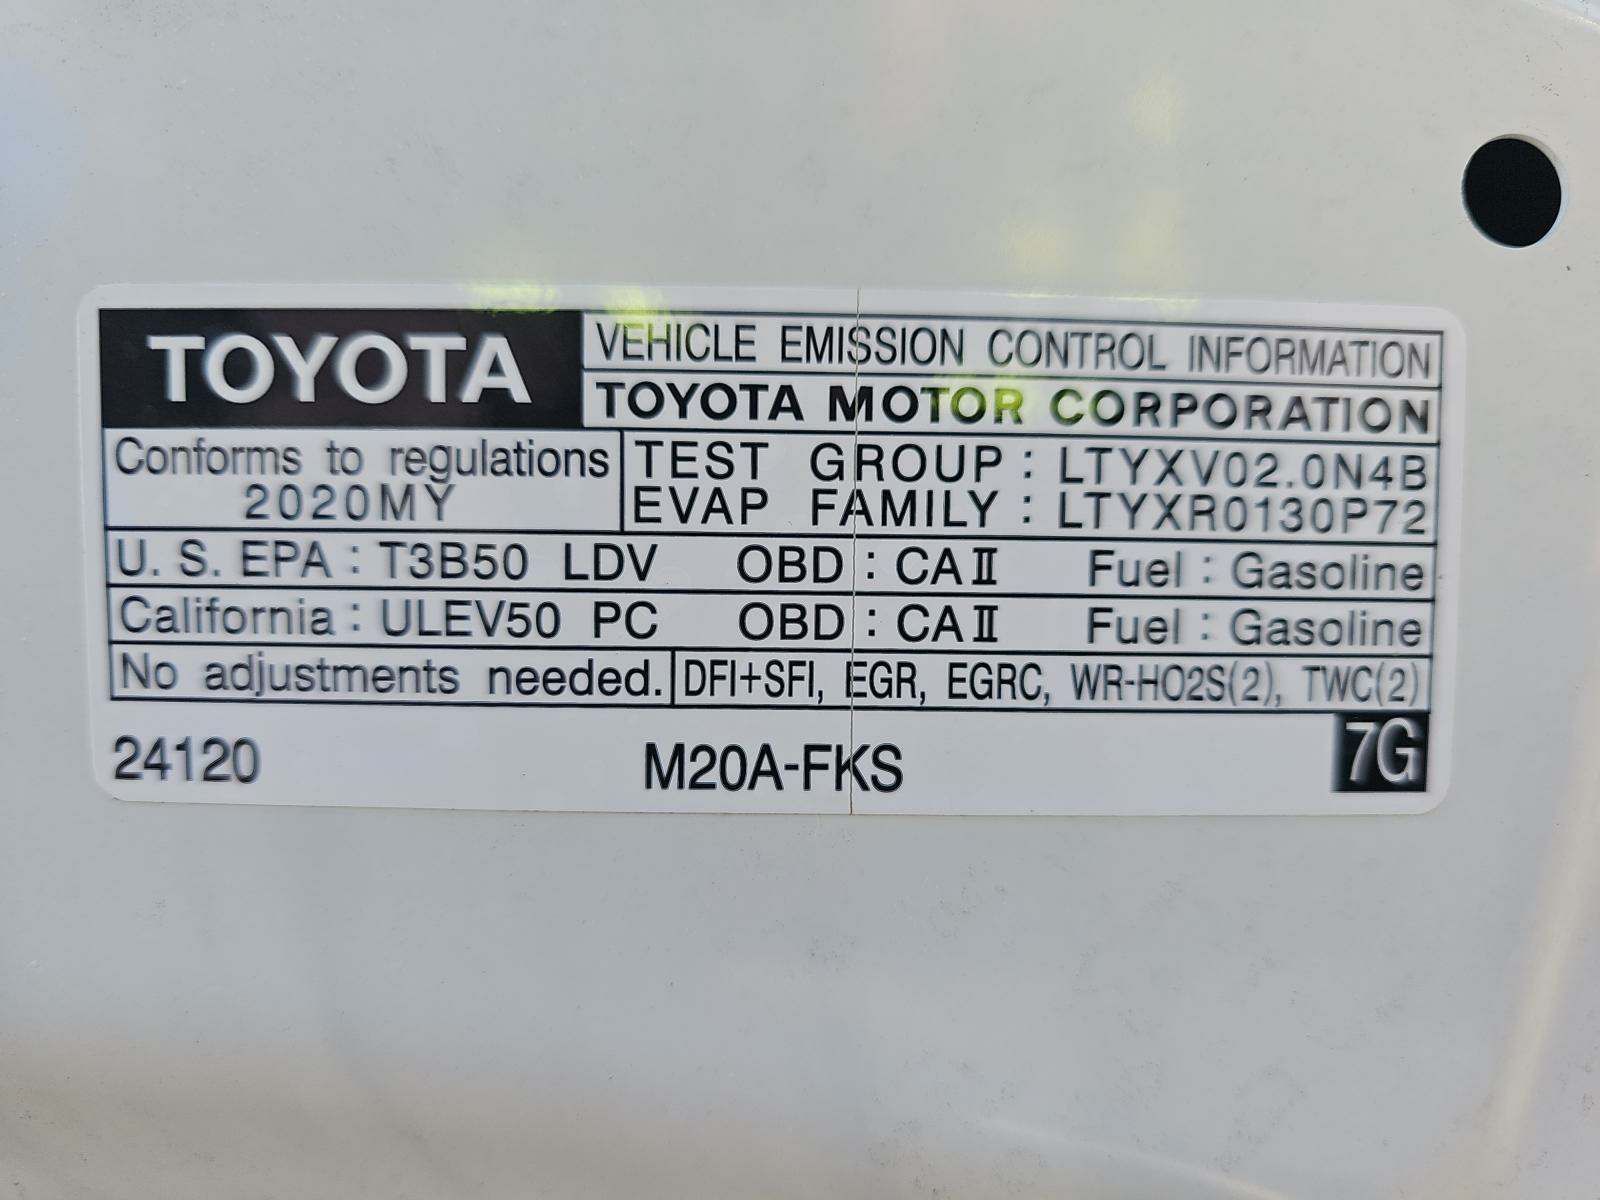 TOYOTA
VEHICLE EMISSION CONTROL INFORMATION
TOYOTA MOTOR CORPORATION
Conforms to regulations
2020MY
TEST GROUP : LTYXV02.0N4B
EVAP FAMILY : LTYXR0130P72
U. S. EPA : T3B50 LDV OBD : CAⅡ Fuel : Gasoline
California : ULEV50 PC OBD : CAⅡ Fuel : Gasoline
No adjustments needed. DFI+SFI, EGR, EGRC, WR-HO2S(2), TWC(2)
24120 M20A-FKS 7G